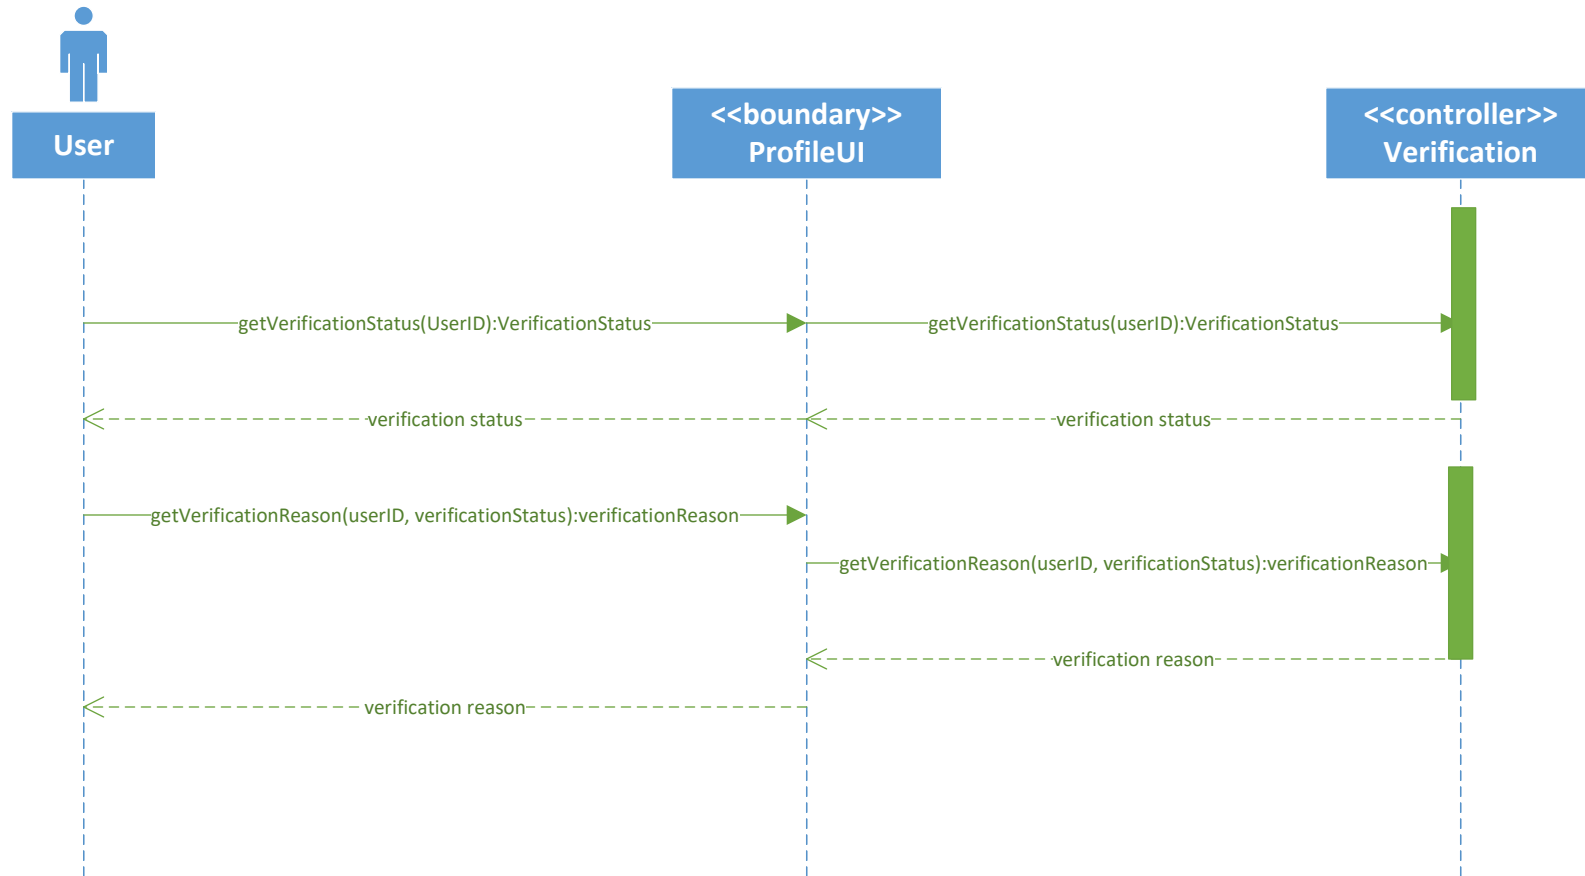 User
<<boundary>>
ProfileUI
<<controller>>
Verification
getVerificationStatus(UserID):VerificationStatus
getVerificationStatus(userID):VerificationStatus
verification status
verification status
getVerificationReason(userID, verificationStatus):verificationReason
getVerificationReason(userID, verificationStatus):verificationReason
verification reason
verification reason